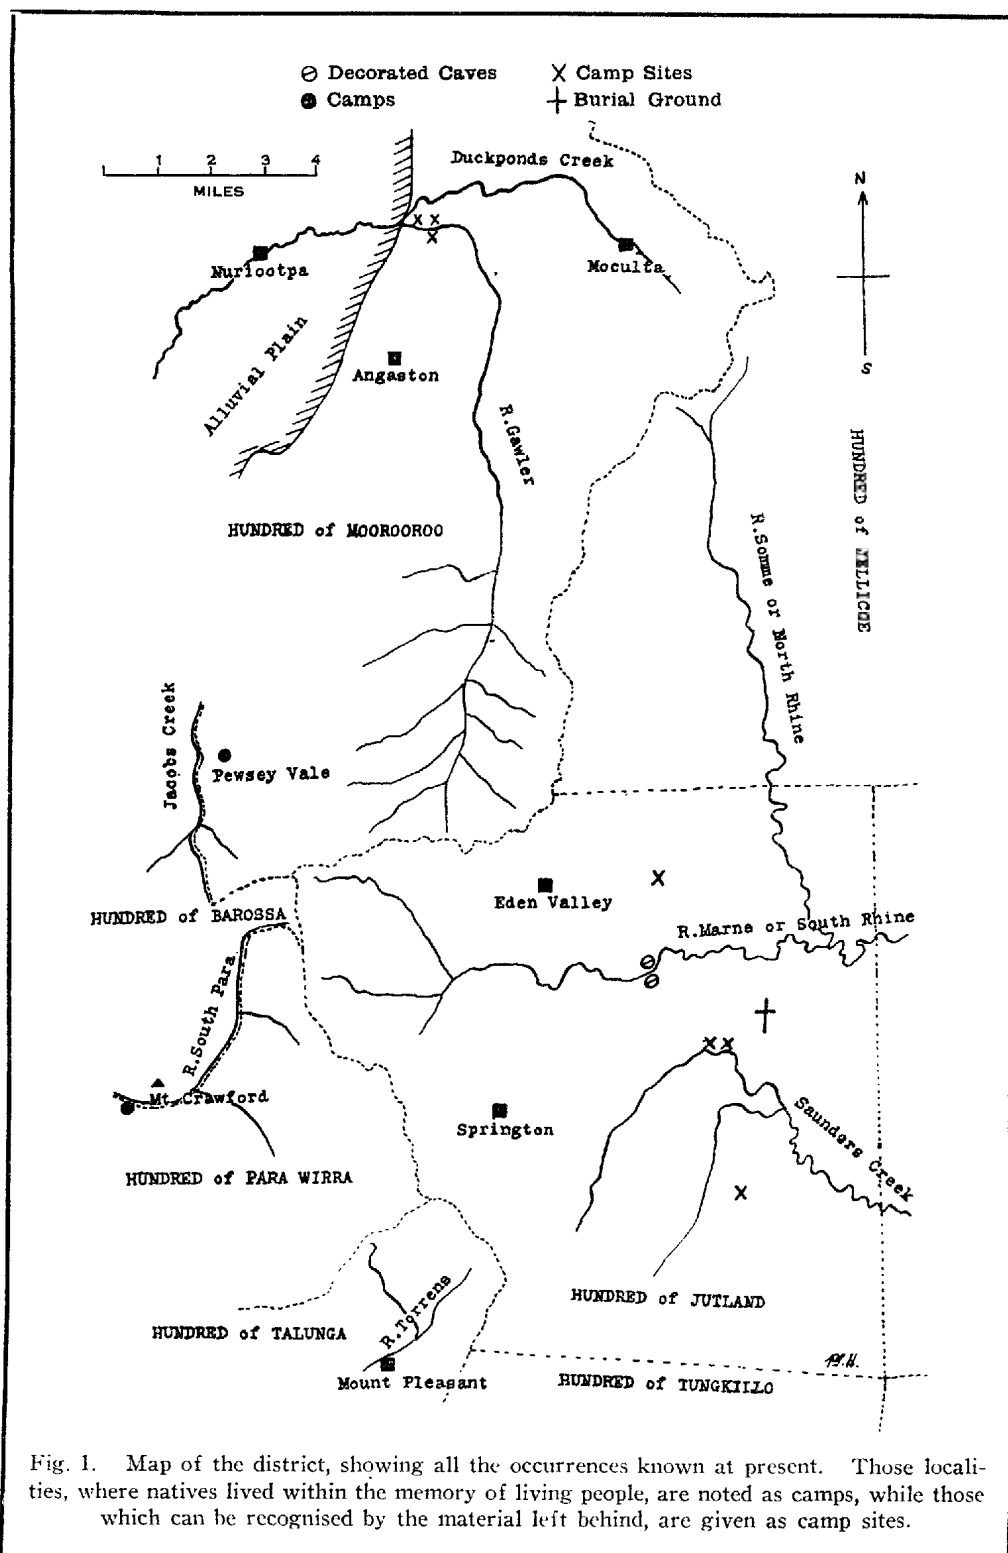 Decorated Caves
Camp Sites
Camps
Burial Ground
1 2 3 4
MILES
Duckponds Creek
N
S
Nuriootpa
Moculta
Alluvial Plain
Angaston
R.Gawler
HUNDRED of MOOROOROO
R.Somme or North Rhine
HUNDRED of JELLICOE
Jacobs Creek
Pewsey Vale
Eden Valley
HUNDRED of BAROSSA
R.Marne or South Rhine
R.South Para
Mt.Crawford
Springton
Saunders Creek
HUNDRED of PARA WIRRA
HUNDRED of JUTLAND
HUNDRED of TALUNGA
R.Torrens
Mount Pleasant
HUNDRED of TUNGKILLO
Fig. 1. Map of the district, showing all the occurrences known at present. Those locali-
ties, where natives lived within the memory of living people, are noted as camps, while those
which can be recognised by the material left behind, are given as camp sites.